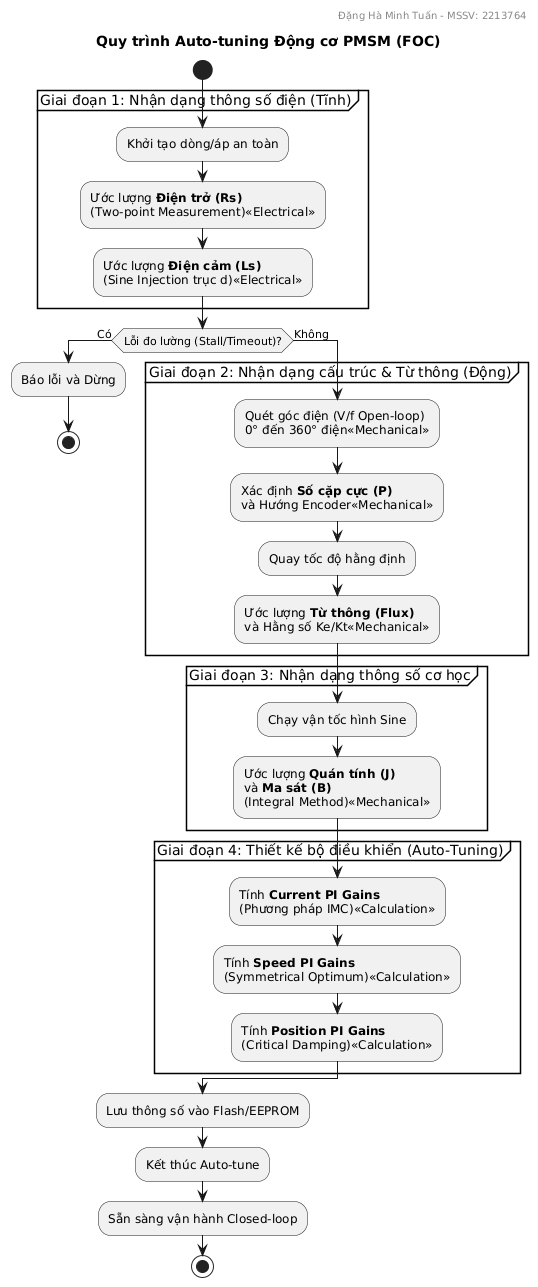 Đặng Hà Minh Tuấn - MSSV: 2213764
Quy trình Auto-tuning Động cơ PMSM (FOC)
Giai đoạn 1: Nhận dạng thông số điện (Tĩnh)
Khởi tạo dòng/áp an toàn
Ước lượng Điện trở (Rs)
(Two-point Measurement)«Electrical»
Ước lượng Điện cảm (Ls)
(Sine Injection trục d)«Electrical»
Có
Lỗi đo lường (Stall/Timeout)?
Không
Báo lỗi và Dừng
Giai đoạn 2: Nhận dạng cấu trúc & Từ thông (Động)
Quét góc điện (V/f Open-loop)
0° đến 360° điện«Mechanical»
Xác định Số cặp cực (P)
và Hướng Encoder«Mechanical»
Quay tốc độ hằng định
Ước lượng Từ thông (Flux)
và Hằng số Ke/Kt«Mechanical»
Giai đoạn 3: Nhận dạng thông số cơ học
Chạy vận tốc hình Sine
Ước lượng Quán tính (J)
và Ma sát (B)
(Integral Method)«Mechanical»
Giai đoạn 4: Thiết kế bộ điều khiển (Auto-Tuning)
Tính Current PI Gains
(Phương pháp IMC)«Calculation»
Tính Speed PI Gains
(Symmetrical Optimum)«Calculation»
Tính Position PI Gains
(Critical Damping)«Calculation»
Lưu thông số vào Flash/EEPROM
Kết thúc Auto-tune
Sẵn sàng vận hành Closed-loop